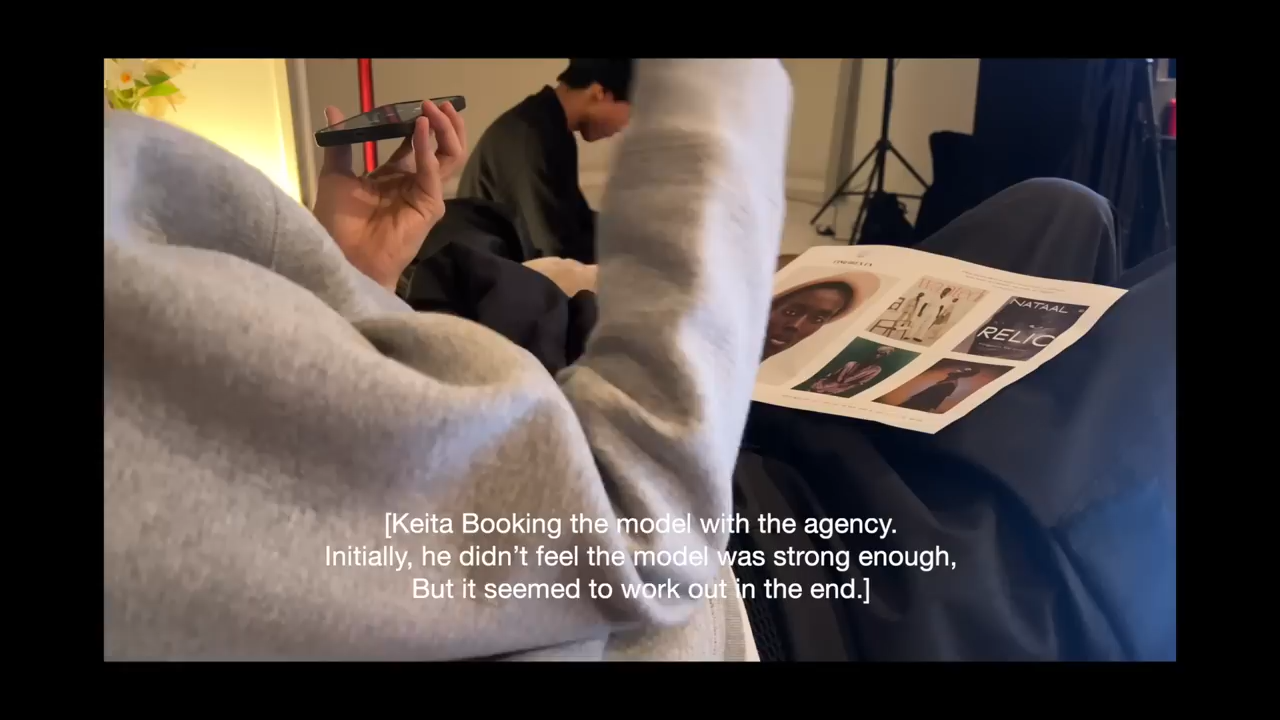 NATAAL
RELIC
[Keita Booking the model with the agency.
Initially, he didn’t feel the model was strong enough,
But it seemed to work out in the end.]